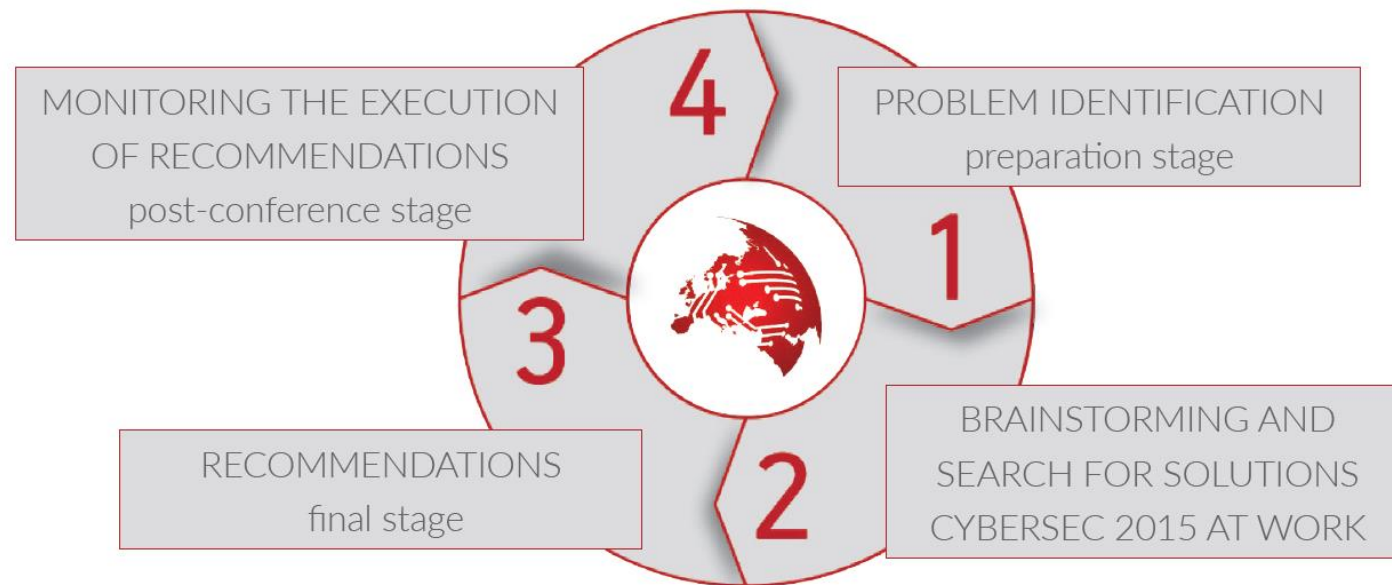 4
MONITORING THE EXECUTION
OF RECOMMENDATIONS
post-conference stage
PROBLEM IDENTIFICATION
preparation stage
1
3
RECOMMENDATIONS
final stage
2
BRAINSTORMING AND
SEARCH FOR SOLUTIONS
CYBERSEC 2015 AT WORK